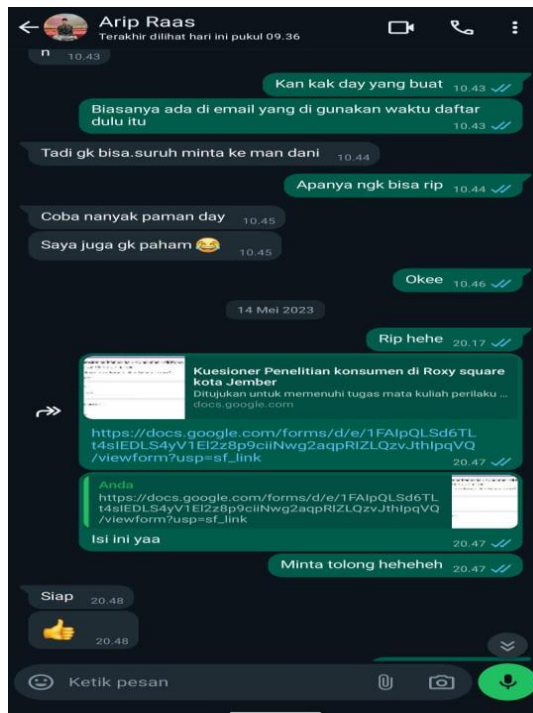 Arip Raas
Terakhir dilihat hari ini pukul 09.36
n 10.43
Kan kak day yang buat 10.43
Biasanya ada di email yang di gunakan waktu daftar
dulu itu
10.43
Tadi gk bisa.suruh minta ke man dani 10.44
Apanya ngk bisa rip 10.44
Coba nanyak paman day 10.45
Saya juga gk paham😂 10.45
Okee 10.46
14 Mei 2023
Rip hehe 20.17
Kuesioner Penelitian konsumen di Roxy square
kota Jember
Ditujukan untuk memenuhi tugas mata kuliah perilaku ...
docs.google.com
https://docs.google.com/forms/d/e/1FAIpQLSd6TL
t4sIEDLS4yV1El2z8p9ciiNwg2aqpRIZLQzvJthIpqVQ
/viewform?usp=sf_link
20.47
Anda
https://docs.google.com/forms/d/e/1FAIpQLSd6TL
t4sIEDLS4yV1El2z8p9ciiNwg2aqpRIZLQzvJthIpqVQ
/viewform?usp=sf_link
Isi ini yaa
20.47
Minta tolong heheheh 20.47
Siap 20.48
👍 20.48
Ketik pesan